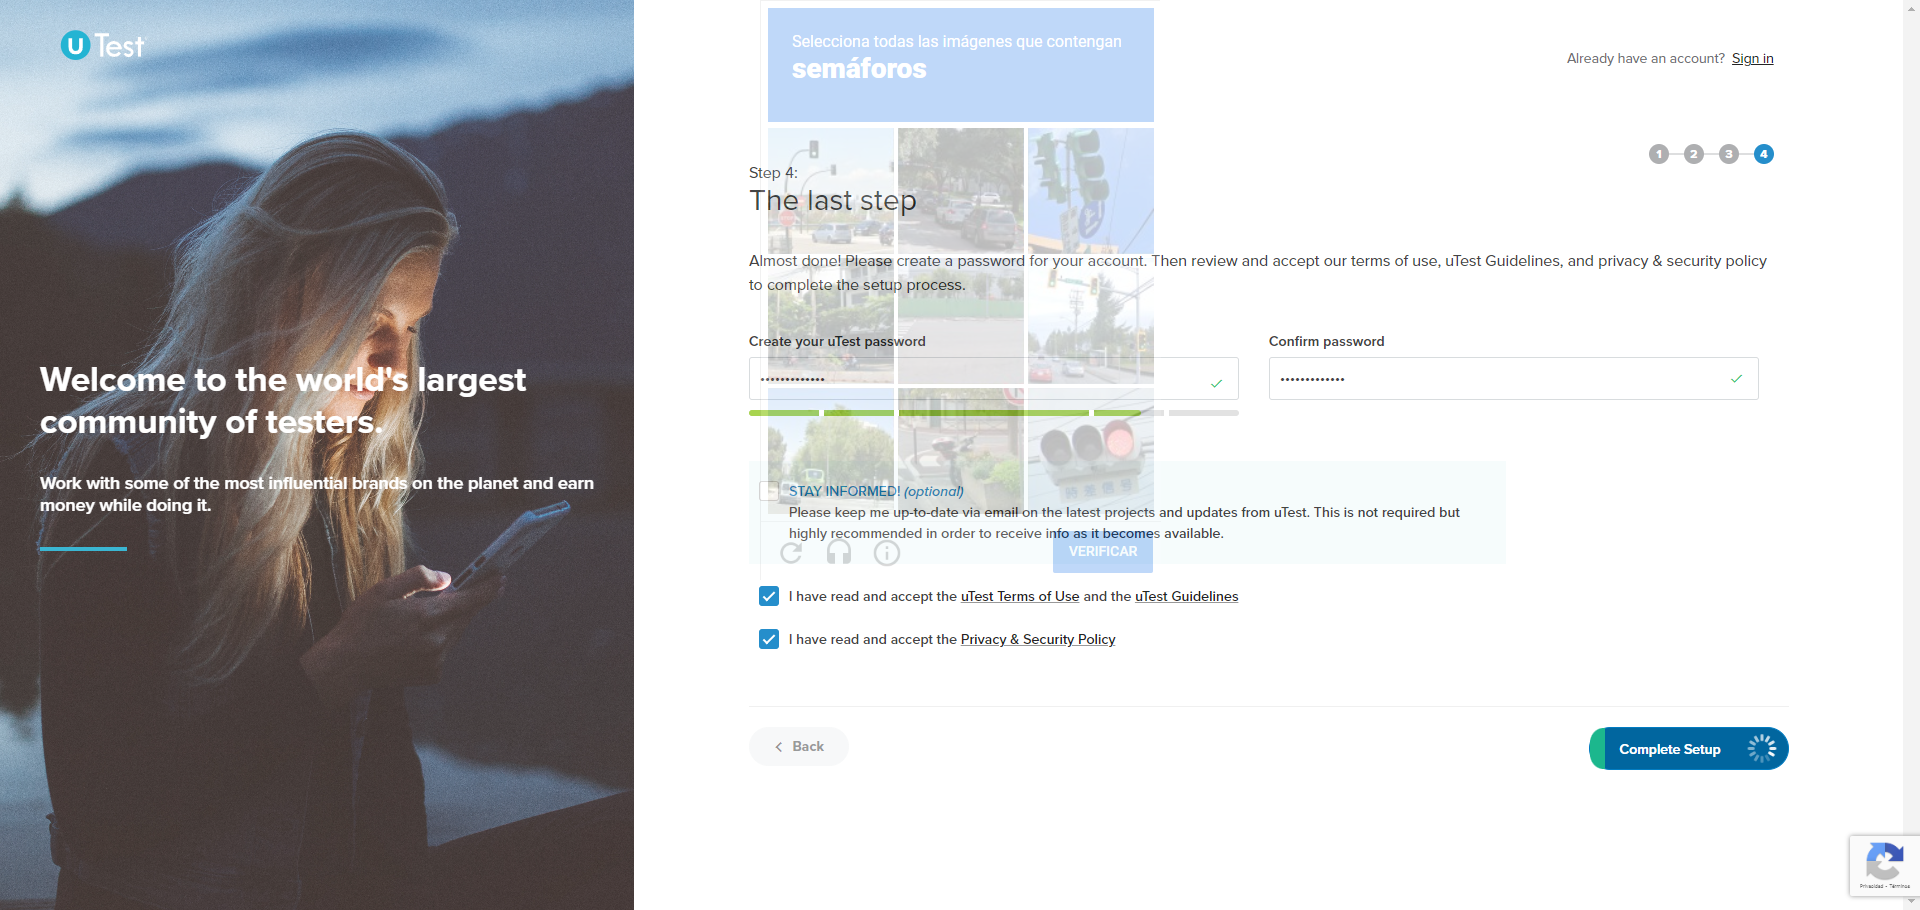 uTest
Welcome to the world's largest
community of testers.
Work with some of the most influential brands on the planet and earn
money while doing it.
Selecciona todas las imágenes que contengan
semáforos
Already have an account? Sign in
1 2 3 4
Step 4:
The last step
Almost done! Please create a password for your account. Then review and accept our terms of use, uTest Guidelines, and privacy & security policy
to complete the setup process.
Create your uTest password
Confirm password
STAY INFORMED! (optional)
Please keep me up-to-date via email on the latest projects and updates from uTest. This is not required but
highly recommended in order to receive info as it becomes available.
VERIFICAR
I have read and accept the uTest Terms of Use and the uTest Guidelines
I have read and accept the Privacy & Security Policy
Back
Complete Setup
Privacidad - Términos